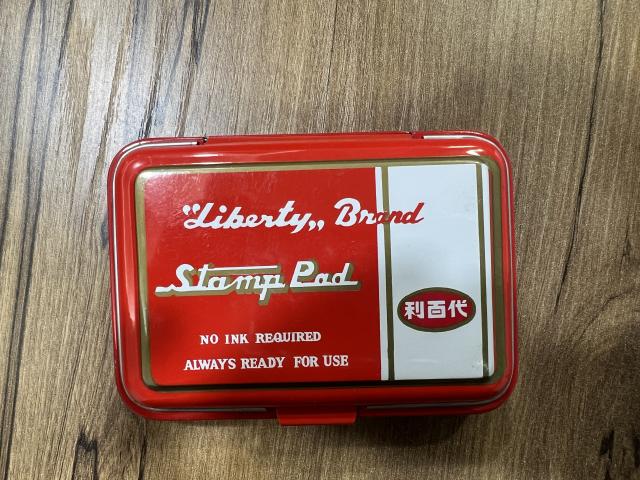 “Liberty„ Brand
Stamp Pad
利百代
NO INK REQUIRED
ALWAYS READY FOR USE